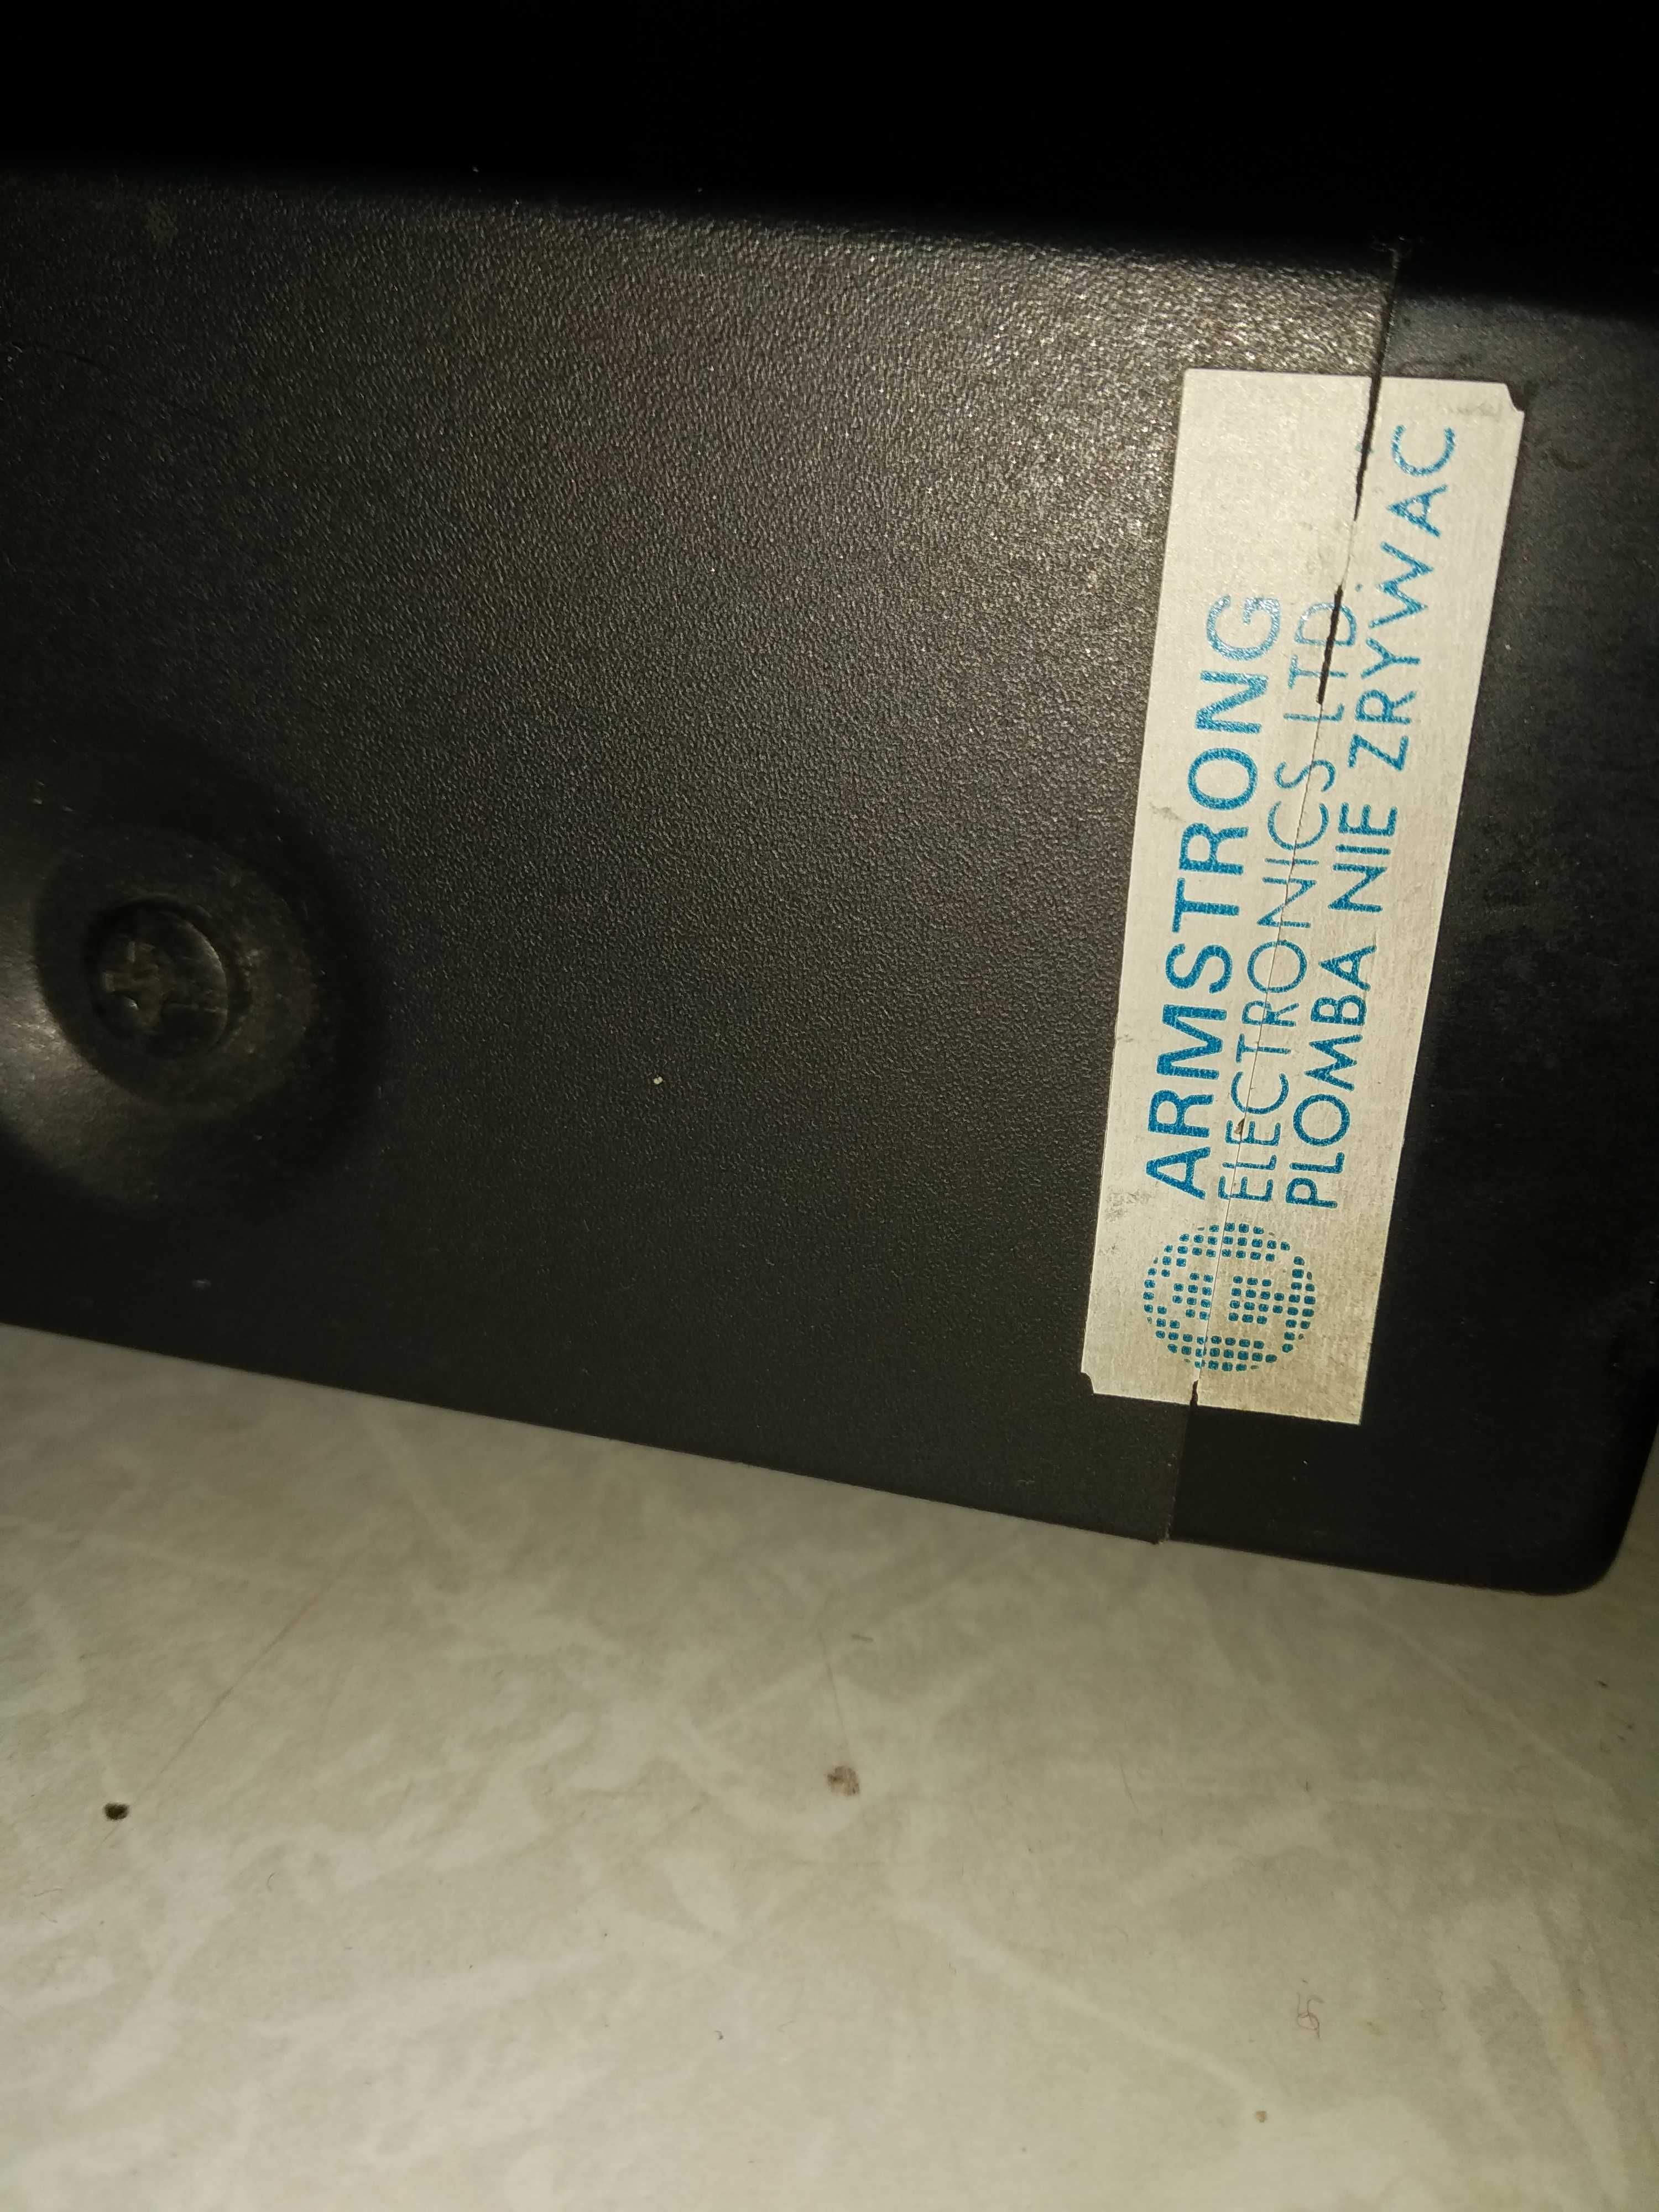 ARMSTRONG
ELECTRONICS LTD
PLOMBA NIE ZRYWAĆ